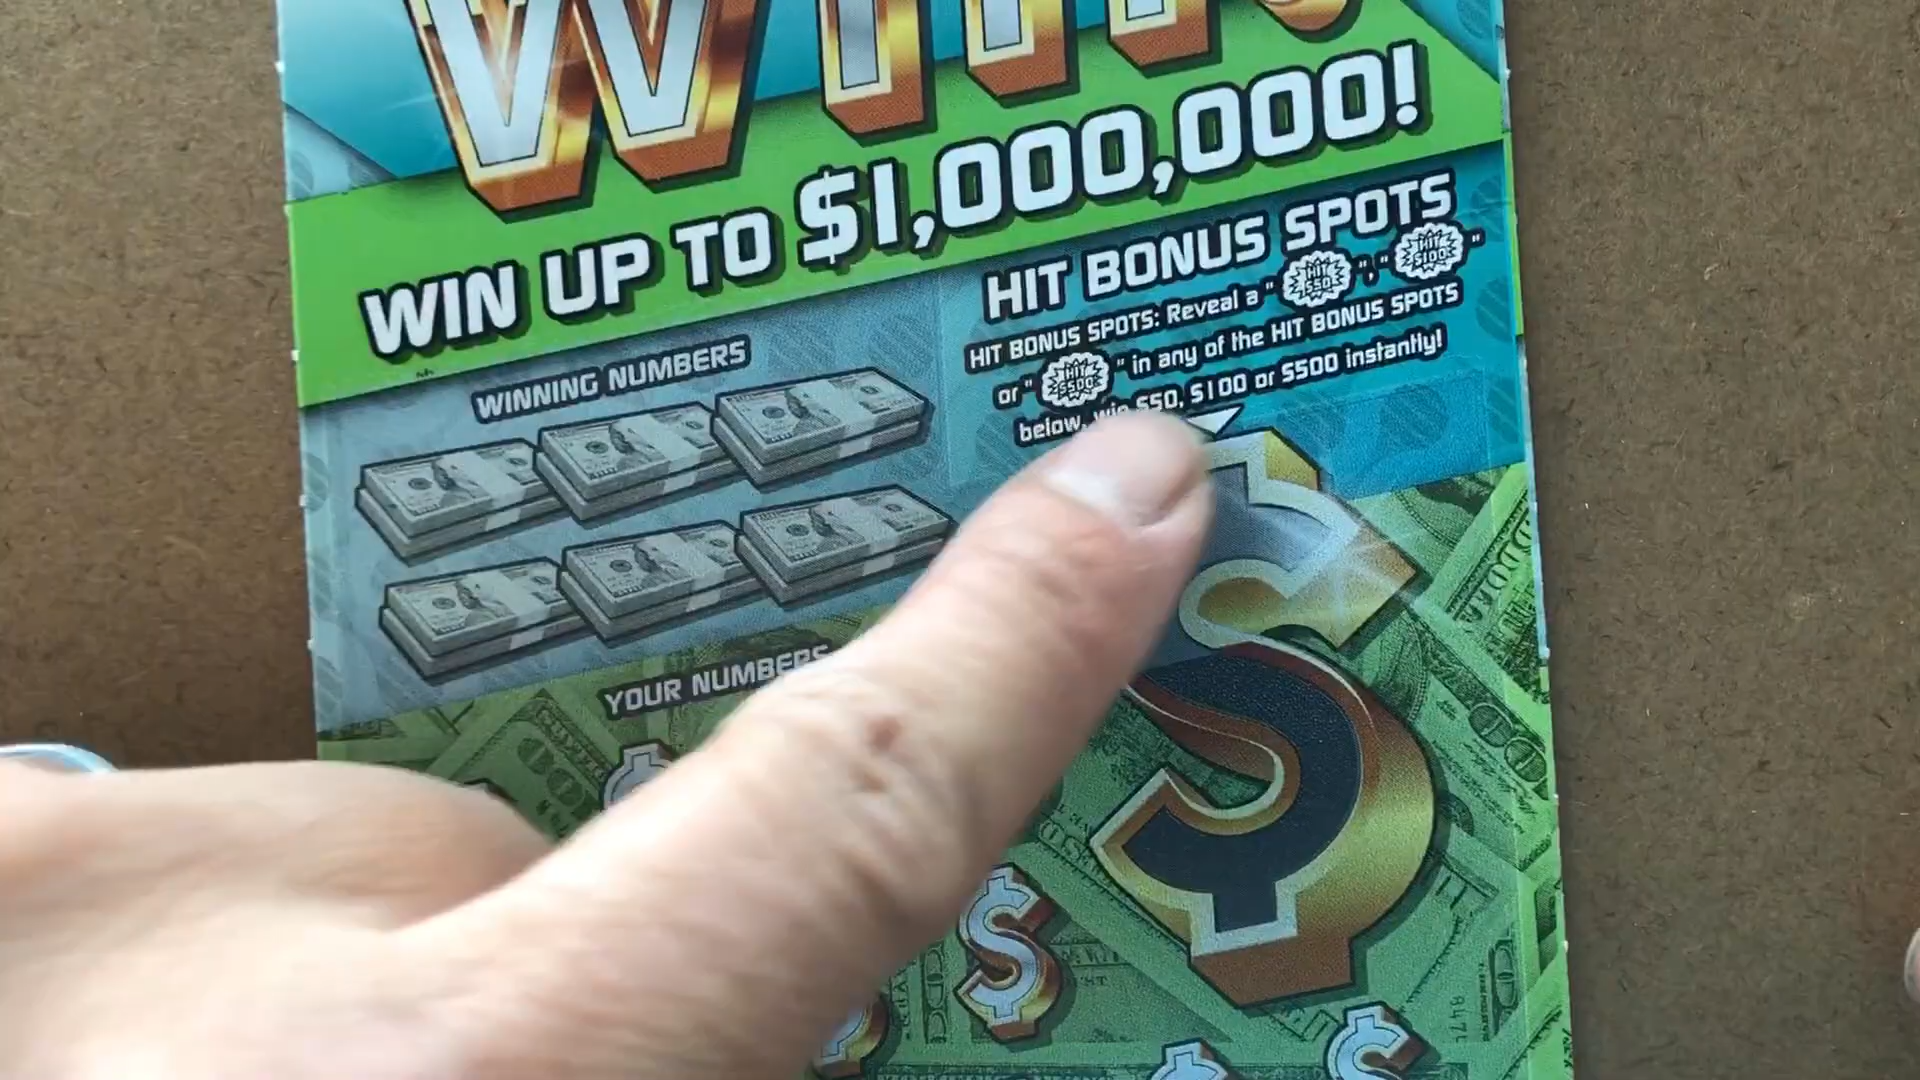 WIN
WIN UP TO $1,000,000!
HIT BONUS SPOTS
HIT BONUS SPOTS: Reveal a " HIT $50 ", " HIT $100 "
or " HIT $500 " in any of the HIT BONUS SPOTS
below, win $50, $100 or $500 instantly!
WINNING NUMBERS
YOUR NUMBERS